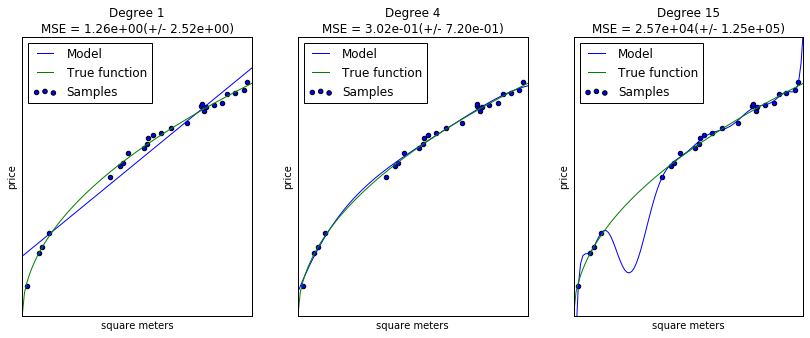 Degree 1
MSE = 1.26e+00(+/- 2.52e+00)
Model
True function
Samples
price
square meters
Degree 4
MSE = 3.02e-01(+/- 7.20e-01)
Model
True function
Samples
price
square meters
Degree 15
MSE = 2.57e+04(+/- 1.25e+05)
Model
True function
Samples
price
square meters